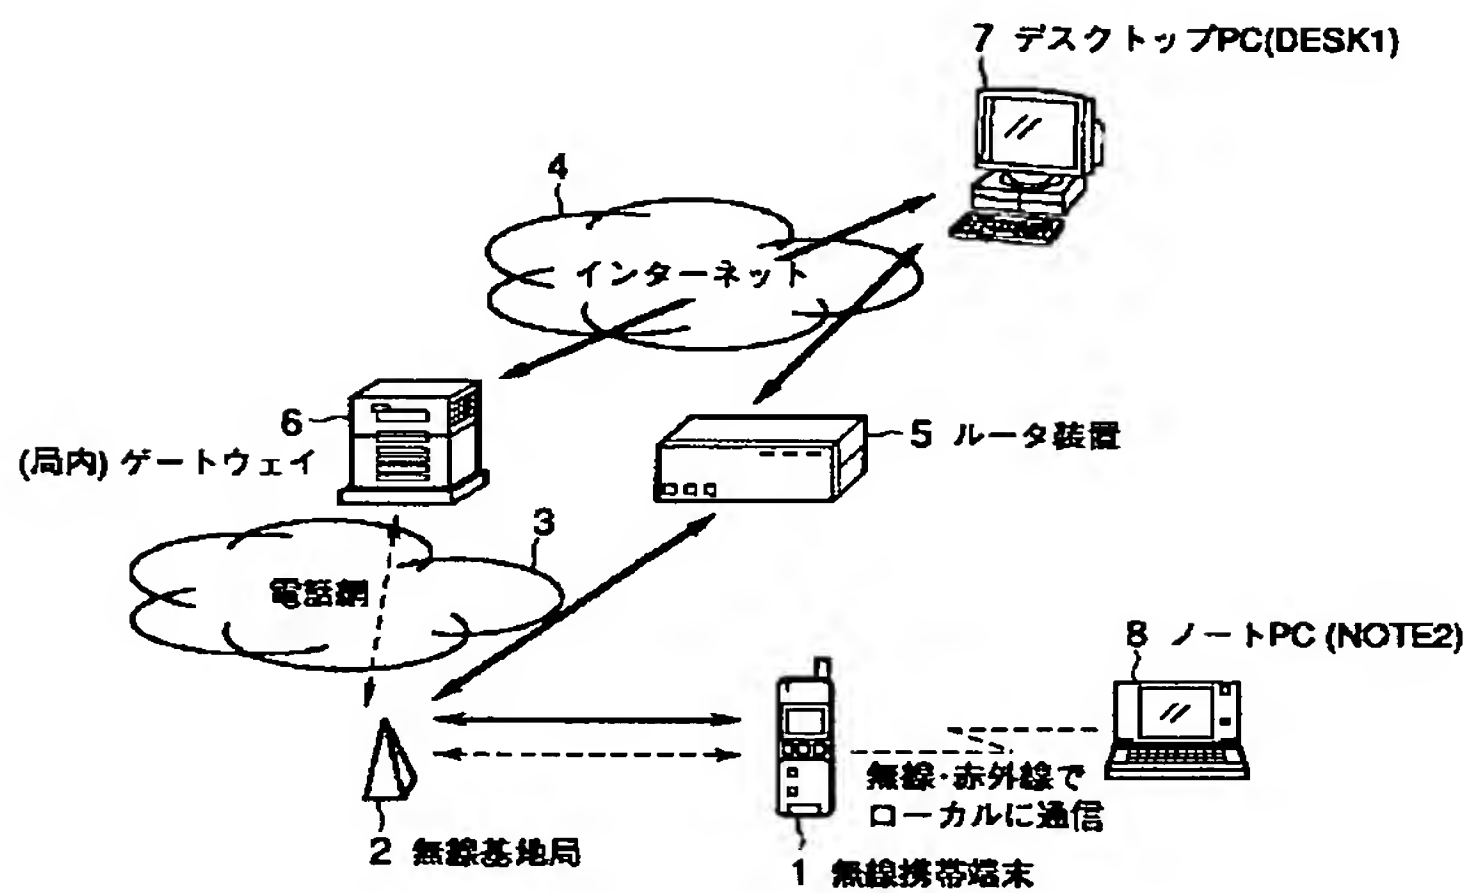 7 デスクトップPC(DESK1)
4
インターネット
6
(局内) ゲートウェイ
5 ルータ装置
3
電話網
8 ノートPC (NOTE2)
無線・赤外線で
ローカルに通信
2 無線基地局
1 無線携帯端末